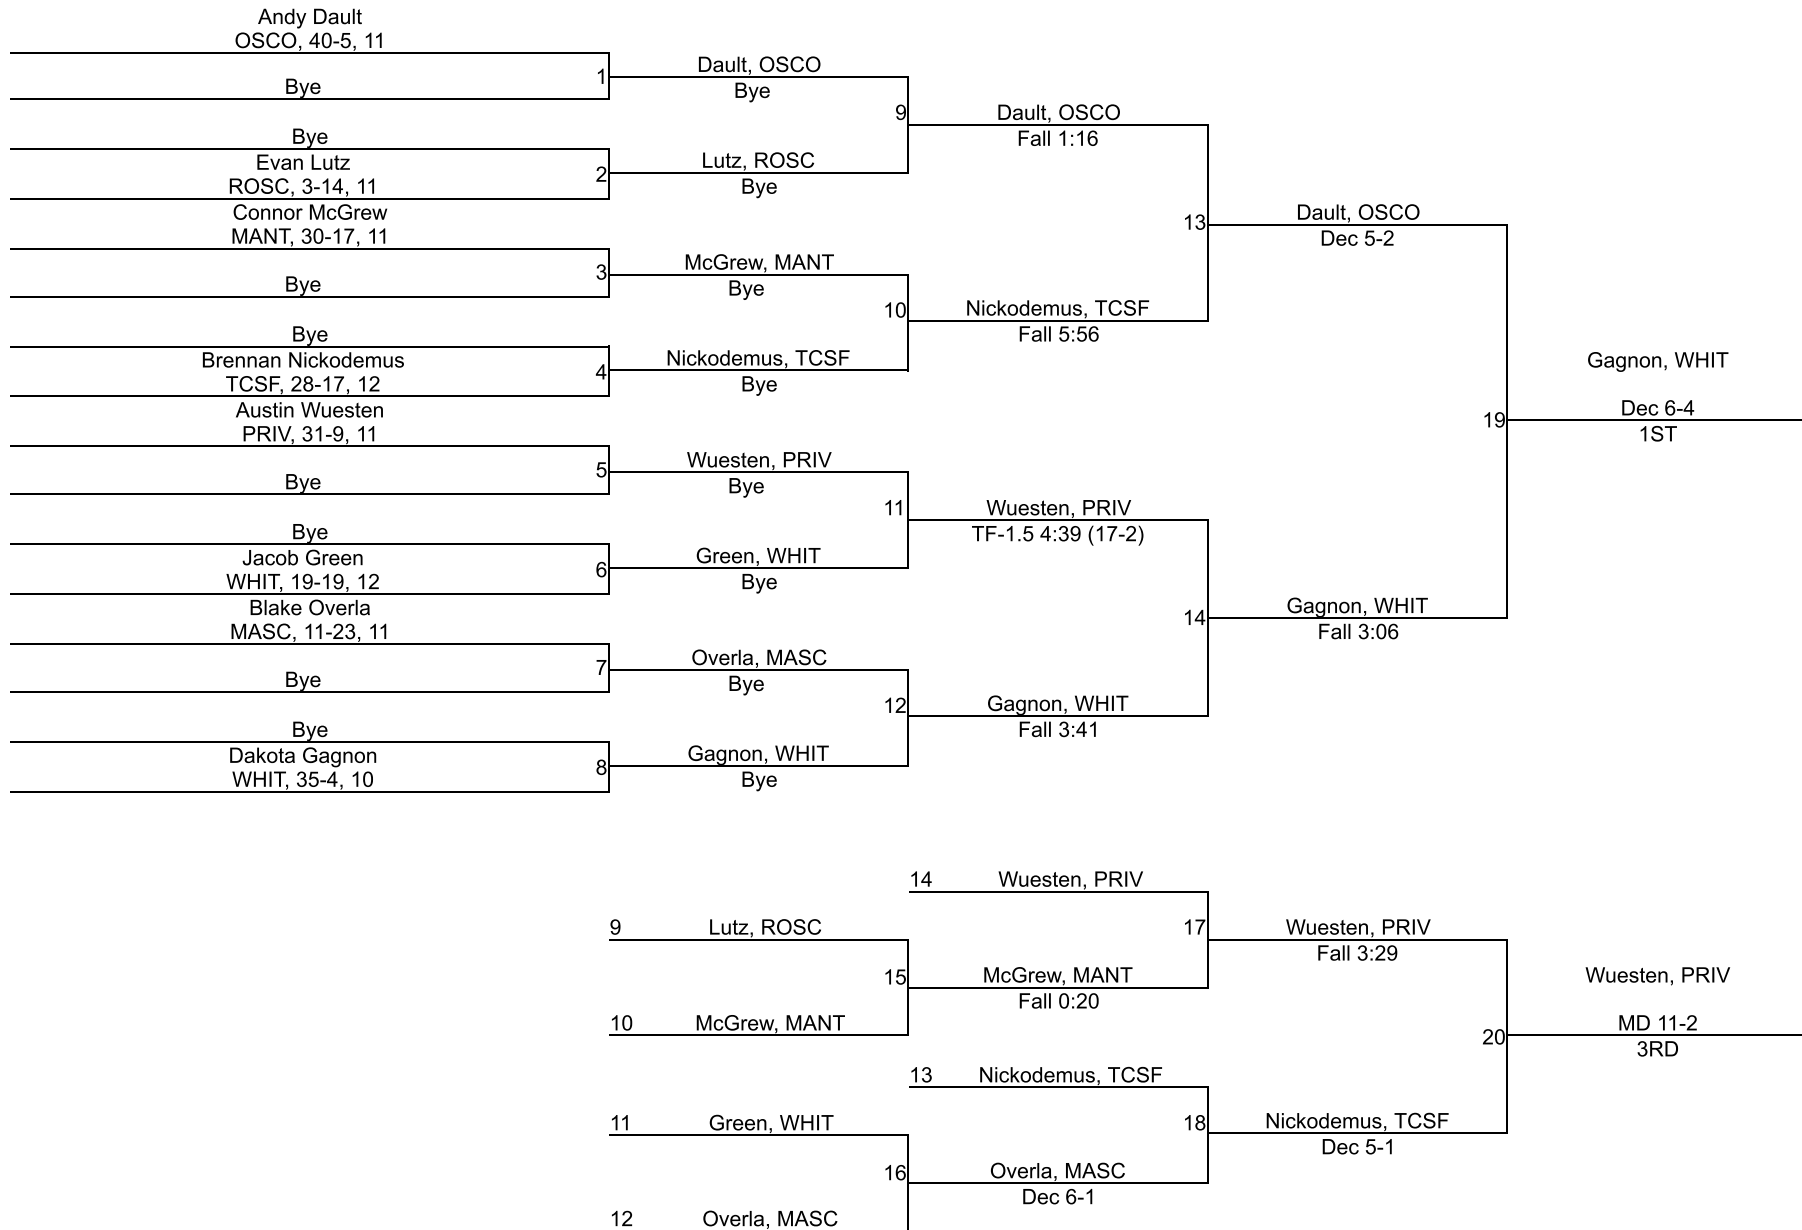 Andy Dault
OSCO, 40-5, 11
Bye
1
Bye
Evan Lutz
ROSC, 3-14, 11
2
Connor McGrew
MANT, 30-17, 11
Bye
3
Bye
Brennan Nickodemus
TCSF, 28-17, 12
4
Austin Wuesten
PRIV, 31-9, 11
Bye
5
Bye
Jacob Green
WHIT, 19-19, 12
6
Blake Overla
MASC, 11-23, 11
Bye
7
Bye
Dakota Gagnon
WHIT, 35-4, 10
8
Dault, OSCO
Bye
9
Lutz, ROSC
Bye
McGrew, MANT
Bye
10
Nickodemus, TCSF
Bye
Wuesten, PRIV
Bye
11
Green, WHIT
Bye
Overla, MASC
Bye
12
Gagnon, WHIT
Bye
Dault, OSCO
Fall 1:16
13
Nickodemus, TCSF
Fall 5:56
Wuesten, PRIV
TF-1.5 4:39 (17-2)
14
Gagnon, WHIT
Fall 3:41
Dault, OSCO
Dec 5-2
19
Gagnon, WHIT
Fall 3:06
Gagnon, WHIT
Dec 6-4
1ST
9 Lutz, ROSC
15
10 McGrew, MANT
11 Green, WHIT
16
12 Overla, MASC
14 Wuesten, PRIV
17
McGrew, MANT
Fall 0:20
13 Nickodemus, TCSF
18
Overla, MASC
Dec 6-1
Wuesten, PRIV
Fall 3:29
20
Nickodemus, TCSF
Dec 5-1
Wuesten, PRIV
MD 11-2
3RD